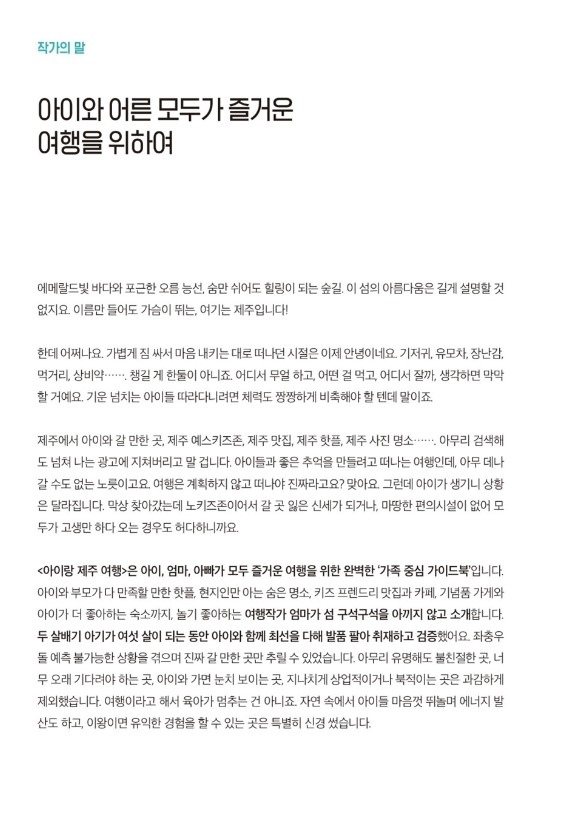 작가의 말
아이와 어른 모두가 즐거운
여행을 위하여
에메랄드빛 바다와 포근한 오름 능선, 숨만 쉬어도 힐링이 되는 숲길. 이 섬의 아름다움은 길게 설명할 것
없지요. 이름만 들어도 가슴이 뛰는, 여기는 제주입니다!
한데 어쩌나요. 가볍게 짐 싸서 마음 내키는 대로 떠나던 시절은 이제 안녕이네요. 기저귀, 유모차, 장난감,
먹거리, 상비약……. 챙길 게 한둘이 아니죠. 어디서 무얼 하고, 어떤 걸 먹고, 어디서 잘까, 생각하면 막막
할 거예요. 기운 넘치는 아이들 따라다니려면 체력도 짱짱하게 비축해야 할 텐데 말이죠.
제주에서 아이와 갈 만한 곳, 제주 예스키즈존, 제주 맛집, 제주 핫플, 제주 사진 명소……. 아무리 검색해
도 넘쳐 나는 광고에 지쳐버리고 말 겁니다. 아이들과 좋은 추억을 만들려고 떠나는 여행인데, 아무 데나
갈 수도 없는 노릇이고요. 여행은 계획하지 않고 떠나야 진짜라고요? 맞아요. 그런데 아이가 생기니 상황
은 달라집니다. 막상 찾아갔는데 노키즈존이어서 갈 곳 잃은 신세가 되거나, 마땅한 편의시설이 없어 모
두가 고생만 하다 오는 경우도 허다하니까요.
<아이랑 제주 여행>은 아이, 엄마, 아빠가 모두 즐거운 여행을 위한 완벽한 '가족 중심 가이드북'입니다.
아이와 부모가 다 만족할 만한 핫플, 현지인만 아는 숨은 명소, 키즈 프렌드리 맛집과 카페, 기념품 가게와
아이가 더 좋아하는 숙소까지, 놀기 좋아하는 여행작가 엄마가 섬 구석구석을 아끼지 않고 소개합니다.
두 살배기 아기가 여섯 살이 되는 동안 아이와 함께 최선을 다해 발품 팔아 취재하고 검증했어요. 좌충우
돌 예측 불가능한 상황을 겪으며 진짜 갈 만한 곳만 추릴 수 있었습니다. 아무리 유명해도 불친절한 곳, 너
무 오래 기다려야 하는 곳, 아이와 가면 눈치 보이는 곳, 지나치게 상업적이거나 북적이는 곳은 과감하게
제외했습니다. 여행이라고 해서 육아가 멈추는 건 아니죠. 자연 속에서 아이들 마음껏 뛰놀며 에너지 발
산도 하고, 이왕이면 유익한 경험을 할 수 있는 곳은 특별히 신경 썼습니다.